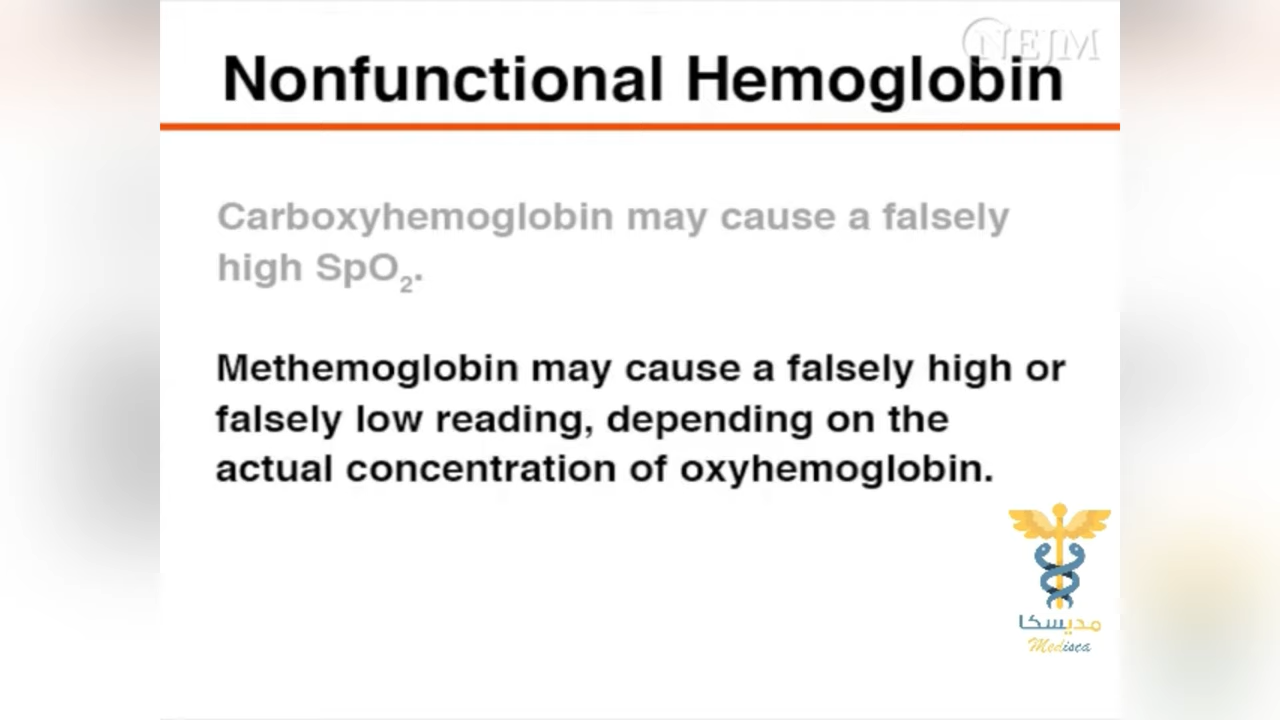 NEJM
Nonfunctional Hemoglobin
Carboxyhemoglobin may cause a falsely
high SpO₂.
Methemoglobin may cause a falsely high or
falsely low reading, depending on the
actual concentration of oxyhemoglobin.
مديسكا
Medisca